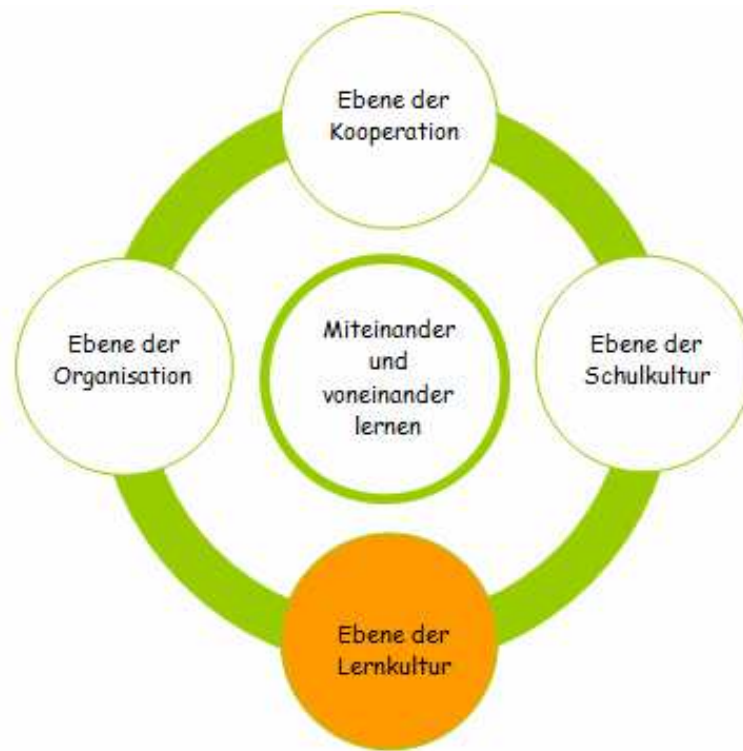 Ebene der
Kooperation
Ebene der
Organisation
Miteinander
und
voneinander
lernen
Ebene der
Schulkultur
Ebene der
Lernkultur